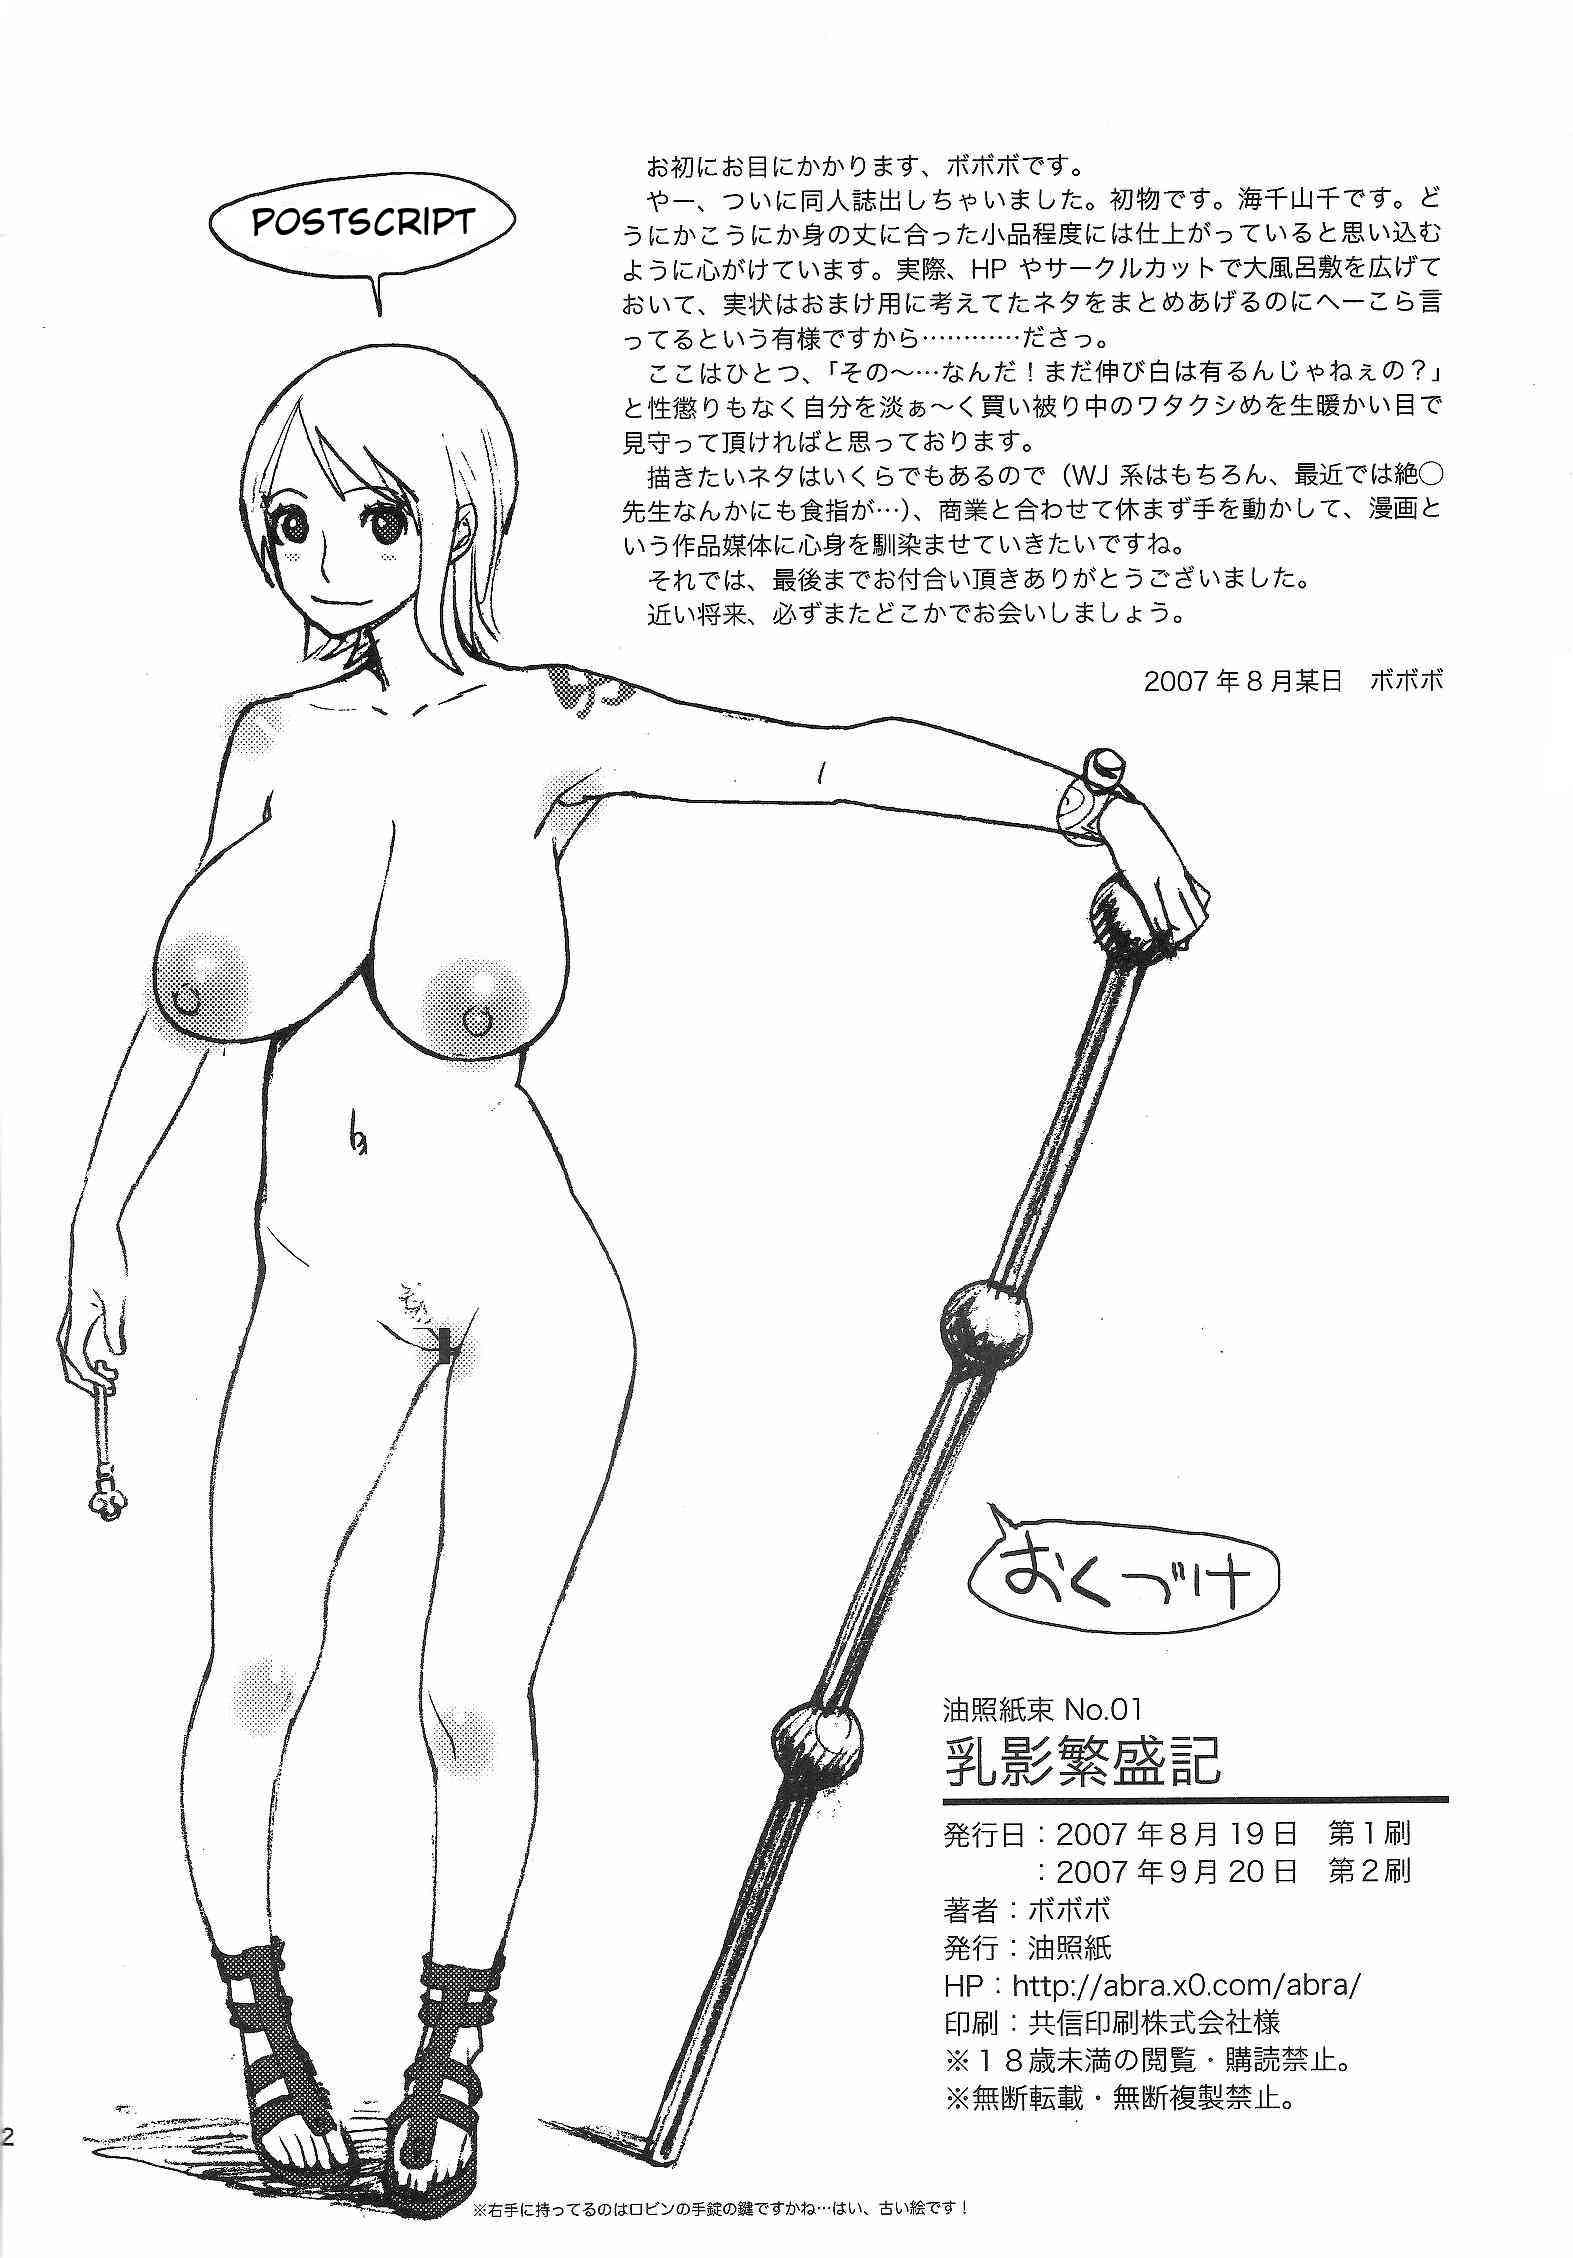 POSTSCRIPT
お初にお目にかかります、ボボボです。
やー、ついに同人誌出しちゃいました。初物です。海千山千です。ど
うにかこうにか身の丈に合った小品程度には仕上がっていると思い込む
ように心がけています。実際、HP やサークルカットで大風呂敷を広げて
おいて、実状はおまけ用に考えてたネタをまとめあげるのにへーこら言
ってるという有様ですから…………ださっ。
ここはひとつ、「その〜…なんだ！まだ伸び白は有るんじゃねぇの？」
と性懲りもなく自分を淡ぁ〜く買い被り中のワタクシめを生暖かい目で
見守って頂ければと思っております。
描きたいネタはいくらでもあるので（WJ 系はもちろん、最近では絶○
先生なんかにも食指が…）、商業と合わせて休まず手を動かして、漫画と
いう作品媒体に心身を馴染ませていきたいですね。
それでは、最後までお付合い頂きありがとうございました。
近い将来、必ずまたどこかでお会いしましょう。
2007 年 8 月某日　ボボボ
おくづけ
油照紙束 No.01
乳影繁盛記
発行日：2007 年 8 月 19 日　第 1 刷
：2007 年 9 月 20 日　第 2 刷
著者：ボボボ
発行：油照紙
HP：http://abra.x0.com/abra/
印刷：共信印刷株式会社様
※１８歳未満の閲覧・購読禁止。
※無断転載・無断複製禁止。
※右手に持ってるのはロビンの手錠の鍵ですかね…はい、古い絵です！
2